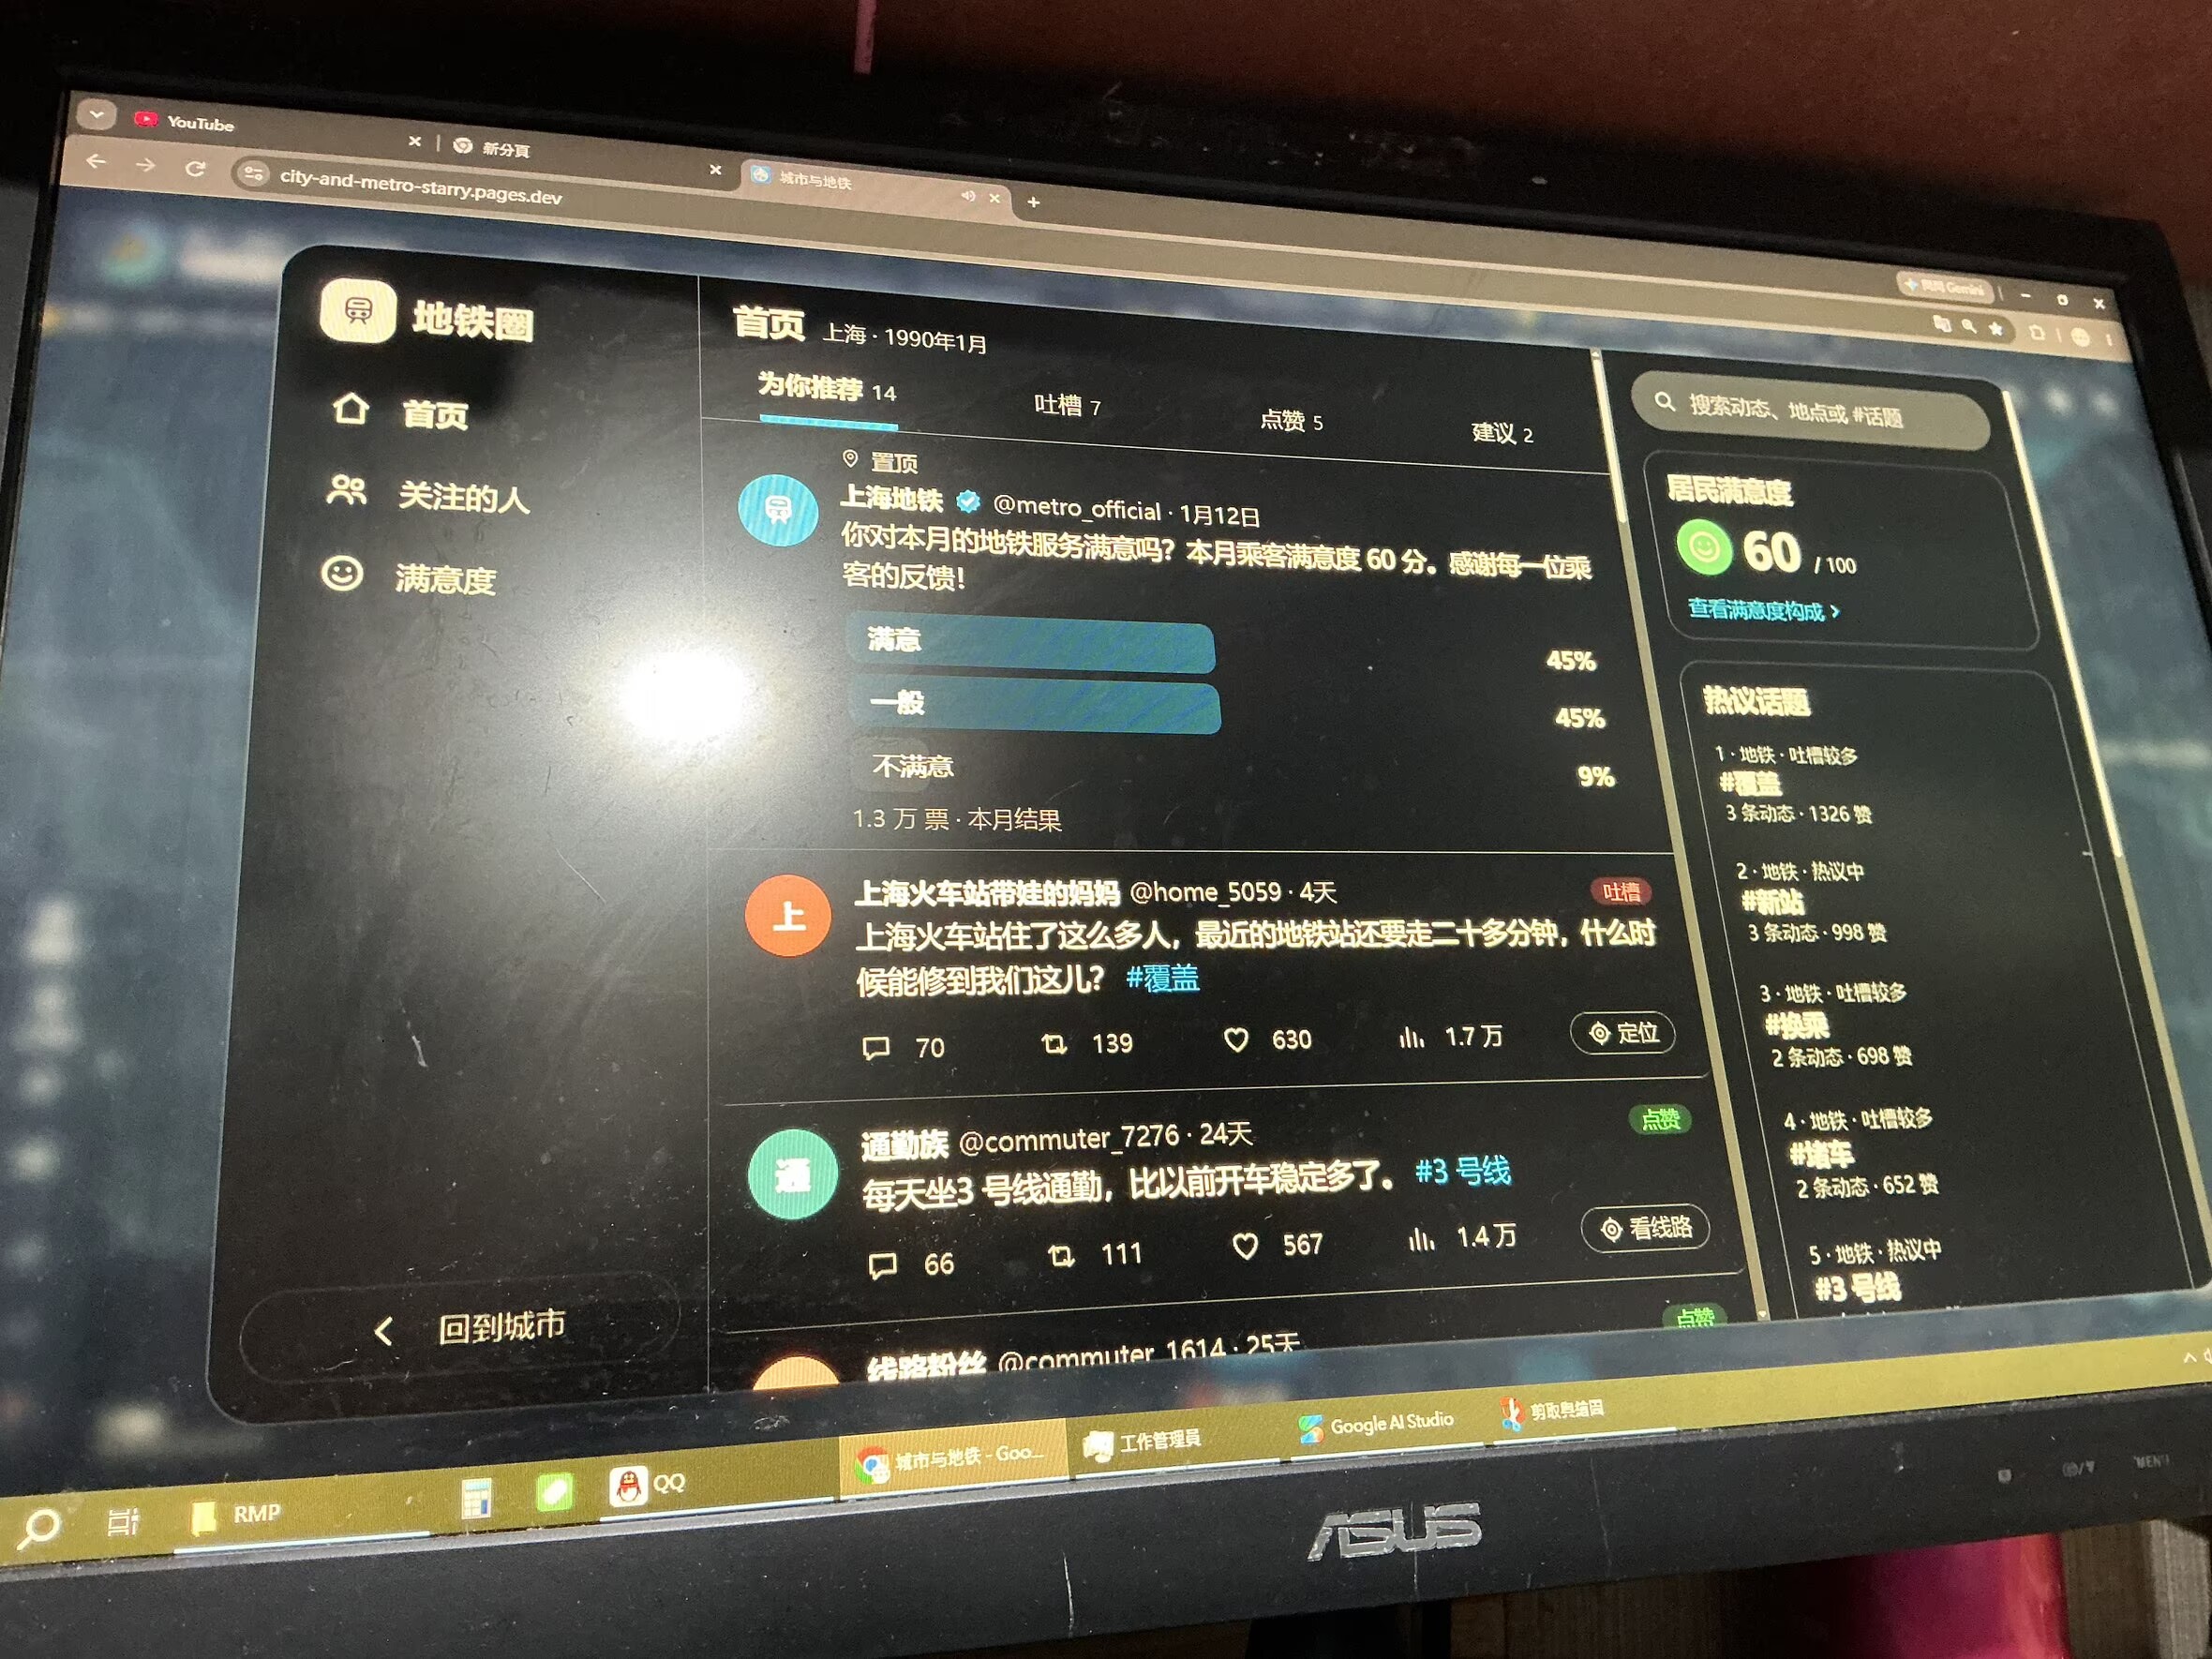 YouTube
新分頁
城市与地铁
city-and-metro-starry.pages.dev
Gemini
地铁圈
首页
关注的人
满意度
回到城市
首页 上海 · 1990年1月
为你推荐 14
吐槽 7
点赞 5
建议 2
置顶
上海地铁 @metro_official · 1月12日
你对本月的地铁服务满意吗？本月乘客满意度 60 分。感谢每一位乘
客的反馈！
满意 45%
一般 45%
不满意 9%
1.3 万 票 · 本月结果
上
上海火车站带娃的妈妈 @home_5059 · 4天 吐槽
上海火车站住了这么多人，最近的地铁站还要走二十多分钟，什么时
候能修到我们这儿？ #覆盖
70 139 630 1.7 万 定位
通
通勤族 @commuter_7276 · 24天 点赞
每天坐3 号线通勤，比以前开车稳定多了。 #3 号线
66 111 567 1.4 万 看线路
线路粉丝 @commuter_1614 · 25天 点赞
搜索动态、地点或 #话题
居民满意度
60 / 100
查看满意度构成 >
热议话题
1 · 地铁 · 吐槽较多
#覆盖
3 条动态 · 1326 赞
2 · 地铁 · 热议中
#新站
3 条动态 · 998 赞
3 · 地铁 · 吐槽较多
#换乘
2 条动态 · 698 赞
4 · 地铁 · 吐槽较多
#堵车
2 条动态 · 652 赞
5 · 地铁 · 热议中
#3 号线
RMP
QQ
城市与地铁 - Goo...
工作管理員
Google AI Studio
剪取與繪圖
ASUS